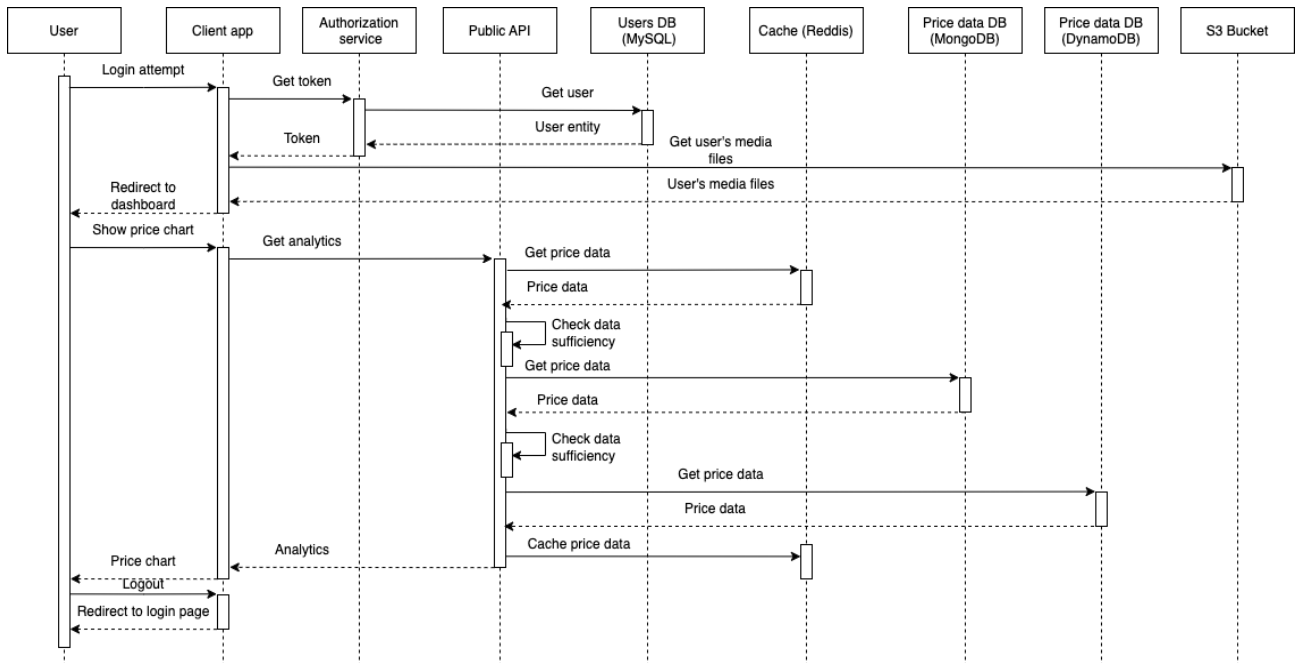 User
Client app
Authorization
service
Public API
Users DB
(MySQL)
Cache (Reddis)
Price data DB
(MongoDB)
Price data DB
(DynamoDB)
S3 Bucket
Login attempt
Get token
Get user
User entity
Token
Get user's media
files
User's media files
Redirect to
dashboard
Show price chart
Get analytics
Get price data
Price data
Check data
sufficiency
Get price data
Price data
Check data
sufficiency
Get price data
Price data
Cache price data
Analytics
Price chart
Logout
Redirect to login page